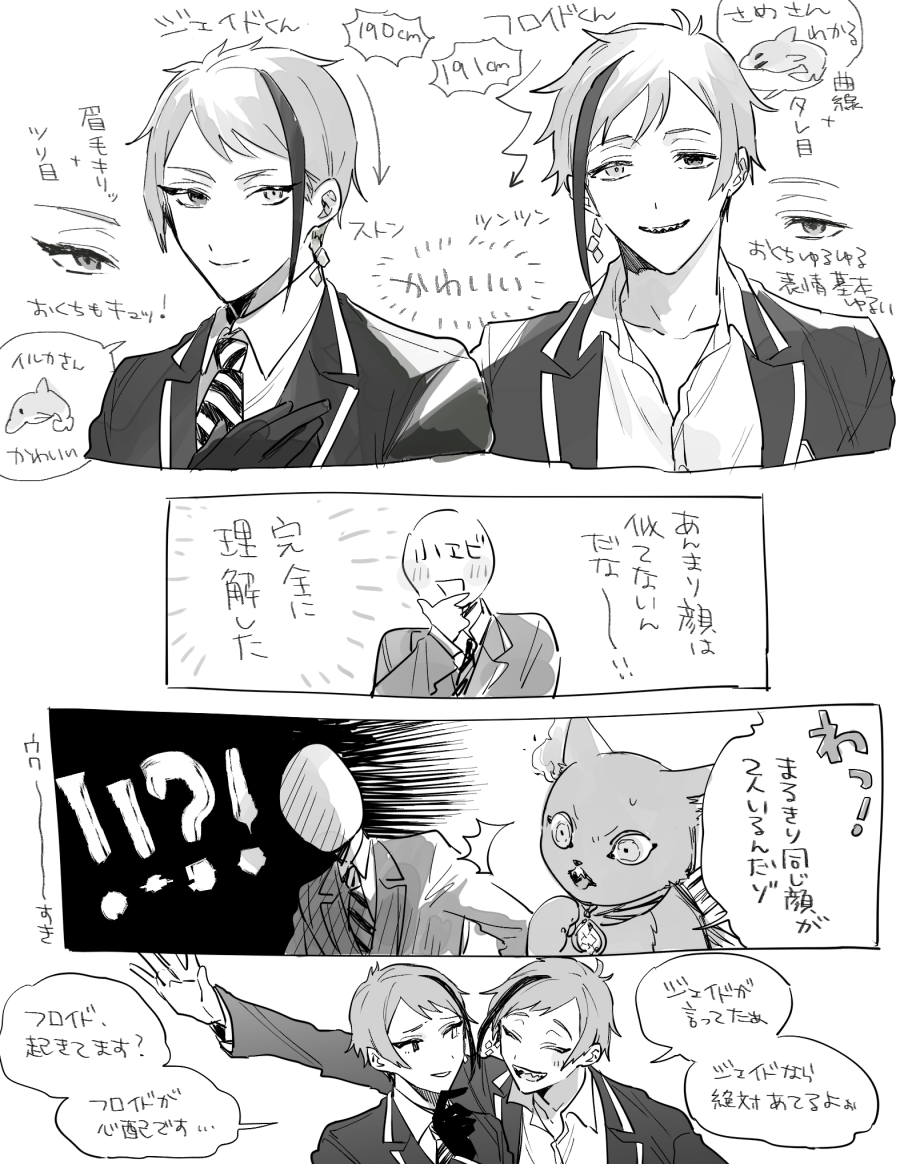 ジェイドくん
190cm
フロイドくん
191cm
さめさん
わかる
曲線
+
タレ目
眉毛キリッ
+
ツリ目
ストン
ツンツン
かわいい
おくちもキュッ!
おくちゆるゆる
表情基本
ゆるい
イルカさん
かわいい
あんまり顔は
似てないん
だなー!!
ハエビ
完全に
理解した
わっ!
まるきり同じ顔が
2人いるんだゾ
!!?!
ウワーーすき
ジェイドが
言ってため
ジェイドなら
絶対あてるよぉ
フロイド、
起きてます?
フロイドが
心配です…